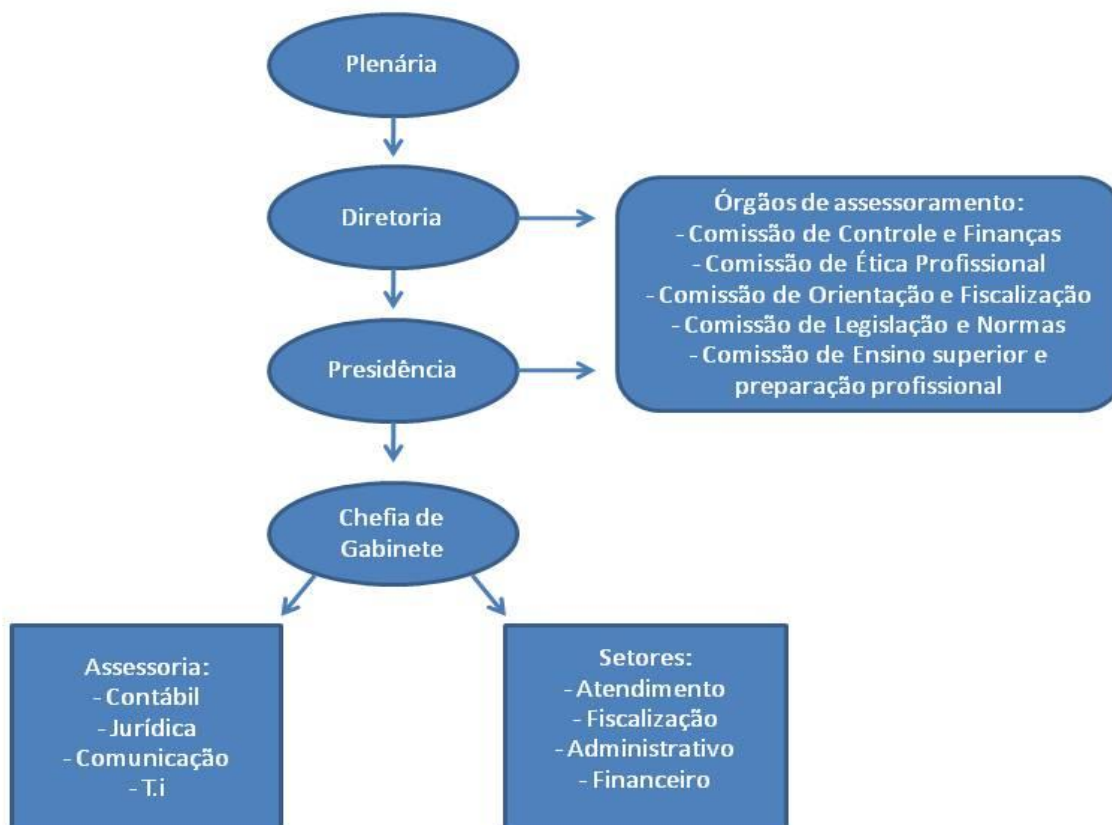 Plenária
Diretoria
Órgãos de assessoramento:
- Comissão de Controle e Finanças
- Comissão de Ética Profissional
- Comissão de Orientação e Fiscalização
- Comissão de Legislação e Normas
- Comissão de Ensino superior e
preparação profissional
Presidência
Chefia de
Gabinete
Assessoria:
- Contábil
- Jurídica
- Comunicação
- T.i
Setores:
- Atendimento
- Fiscalização
- Administrativo
- Financeiro